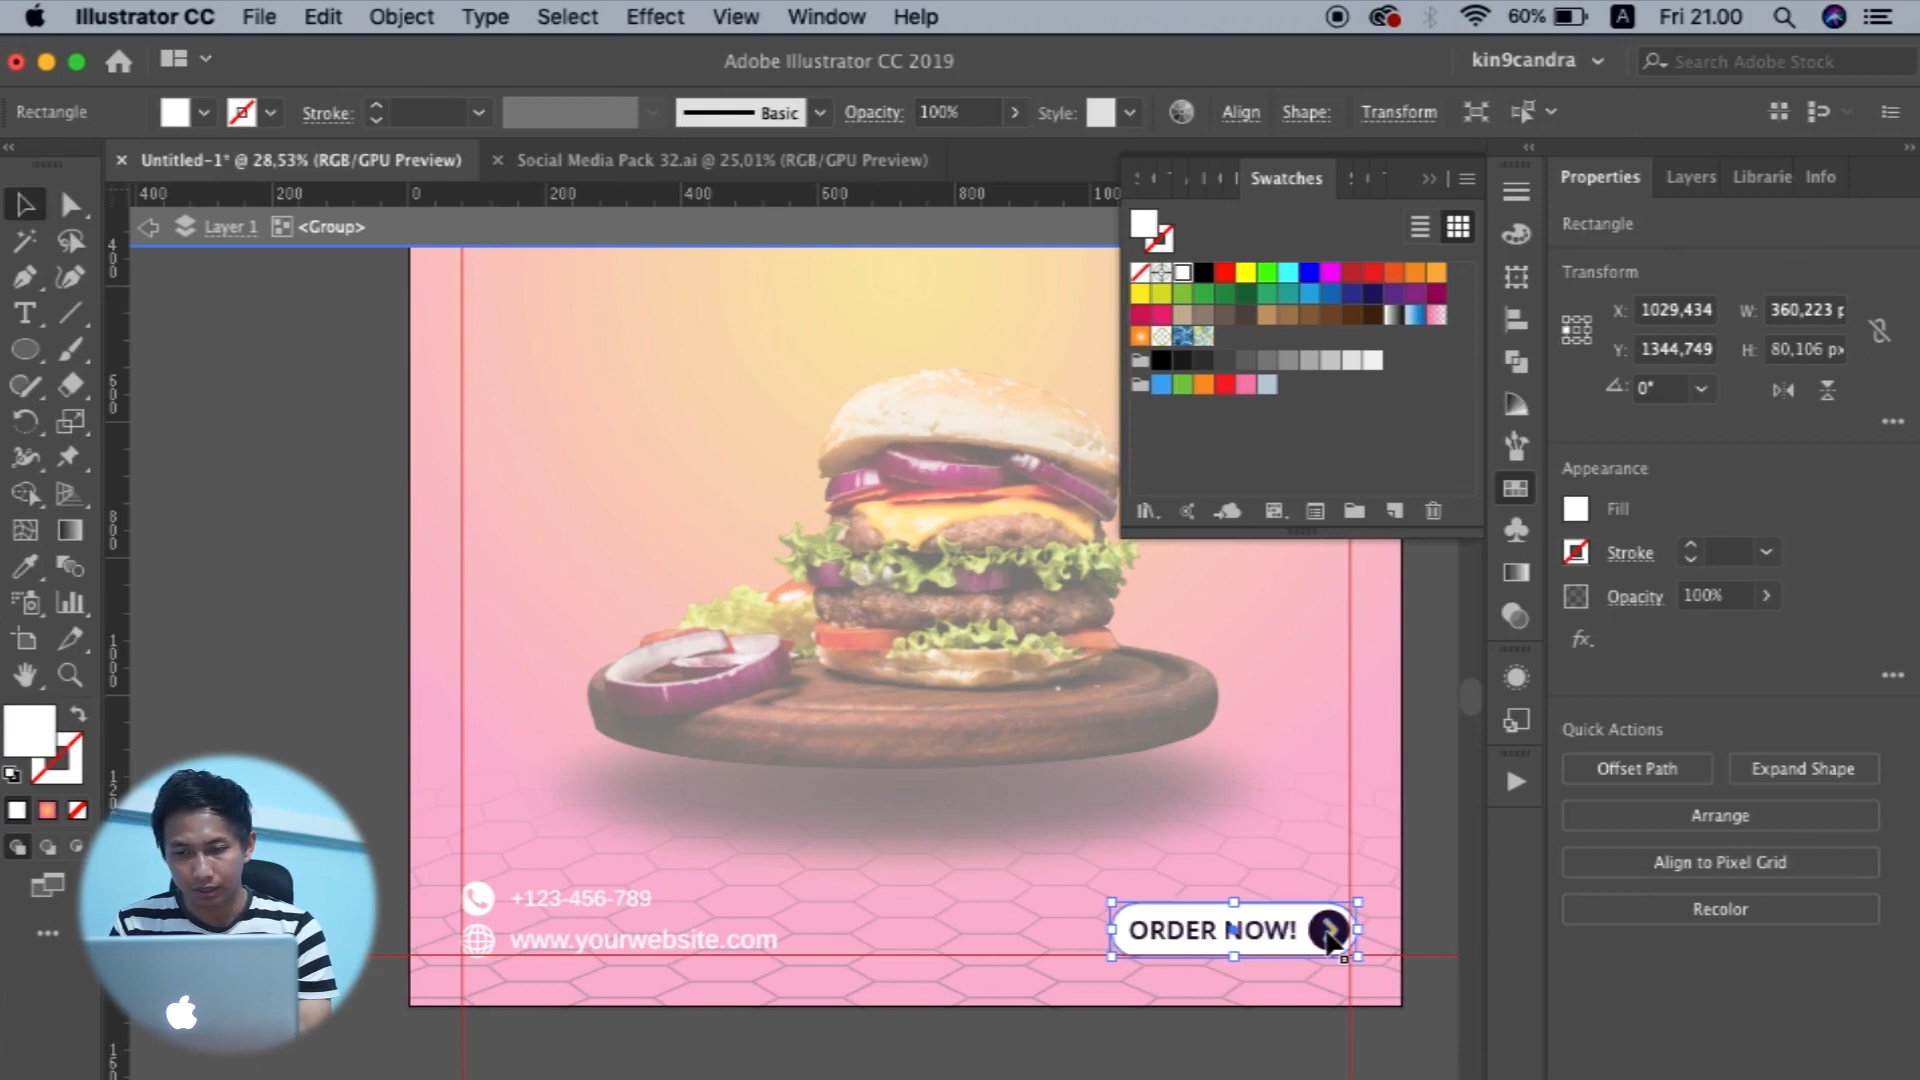 Illustrator CC File Edit Object Type Select Effect View Window Help 60% A Fri 21.00
Adobe Illustrator CC 2019 kin9candra Search Adobe Stock
Rectangle Stroke: Basic Opacity: 100% Style: Align Shape: Transform
Untitled-1* @ 28,53% (RGB/GPU Preview) Social Media Pack 32.ai @ 25,01% (RGB/GPU Preview)
400 200 0 200 400 600 800
Layer 1 <Group>
Swatches
Properties Layers Librarie Info
Rectangle
Transform
X: 1029,434 W: 360,223 p
Y: 1344,749 H: 80,106 px
0°
Appearance
Fill
Stroke
Opacity 100%
fx.
Quick Actions
Offset Path Expand Shape
Arrange
Align to Pixel Grid
Recolor
400
600
800
1000
+123-456-789
www.yourwebsite.com
ORDER NOW!